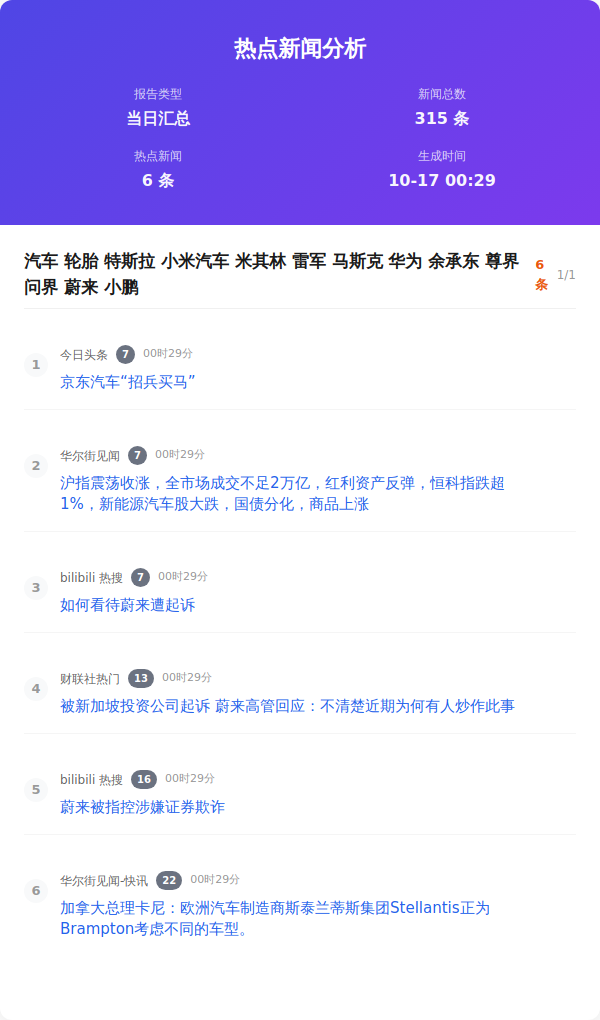 热点新闻分析
报告类型
当日汇总
新闻总数
315 条
热点新闻
6 条
生成时间
10-17 00:29
汽车 轮胎 特斯拉 小米汽车 米其林 雷军 马斯克 华为 余承东 尊界
问界 蔚来 小鹏
6
条
1/1
1
今日头条 7 00时29分
京东汽车“招兵买马”
2
华尔街见闻 7 00时29分
沪指震荡收涨，全市场成交不足2万亿，红利资产反弹，恒科指跌超
1%，新能源汽车股大跌，国债分化，商品上涨
3
bilibili 热搜 7 00时29分
如何看待蔚来遭起诉
4
财联社热门 13 00时29分
被新加坡投资公司起诉 蔚来高管回应：不清楚近期为何有人炒作此事
5
bilibili 热搜 16 00时29分
蔚来被指控涉嫌证券欺诈
6
华尔街见闻-快讯 22 00时29分
加拿大总理卡尼：欧洲汽车制造商斯泰兰蒂斯集团Stellantis正为
Brampton考虑不同的车型。